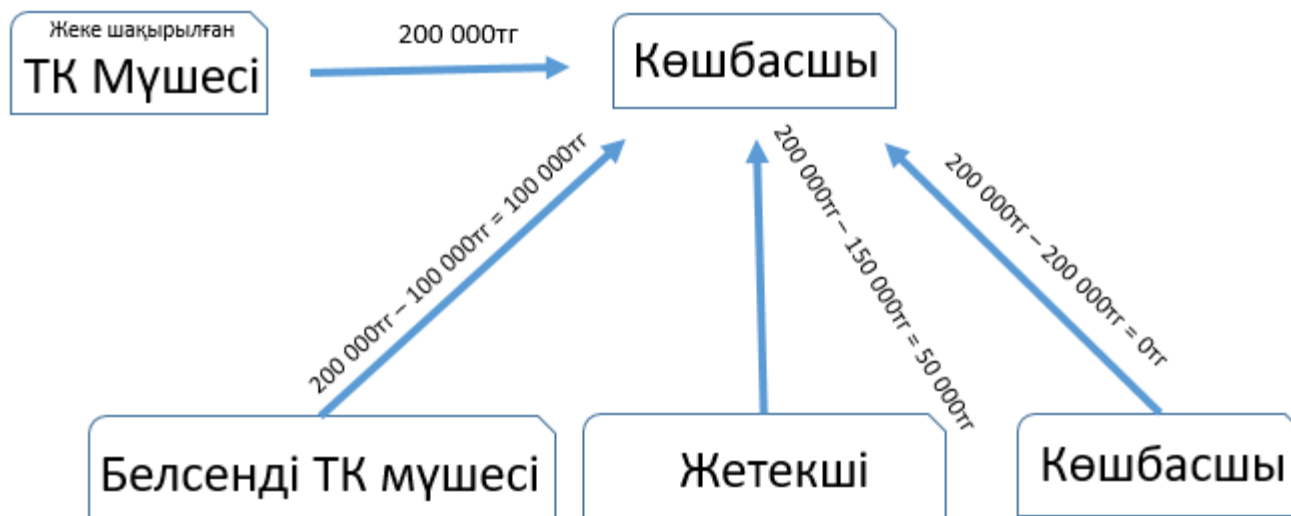 Жеке шақырылған
ТК Мүшесі
200 000тг
Көшбасшы
200 000тг – 100 000тг = 100 000тг
200 000тг – 150 000тг = 50 000тг
200 000тг – 200 000тг = 0тг
Белсенді ТК мүшесі
Жетекші
Көшбасшы